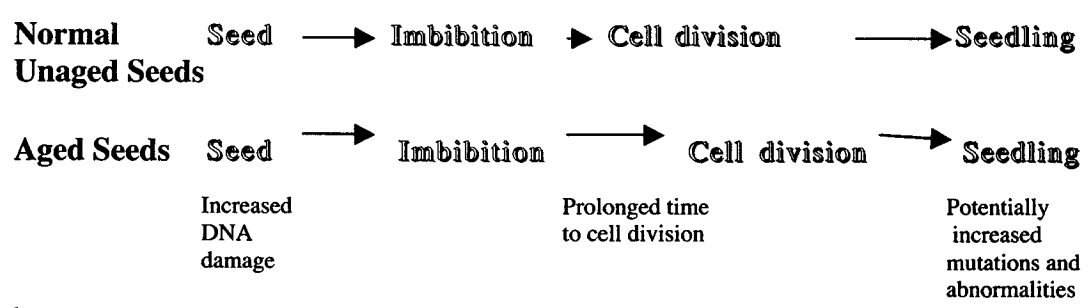 Normal Seed Imbibition Cell division Seedling
Unaged Seeds
Aged Seeds Seed Imbibition Cell division Seedling
Increased Prolonged time Potentially
DNA to cell division increased
damage mutations and
abnormalities